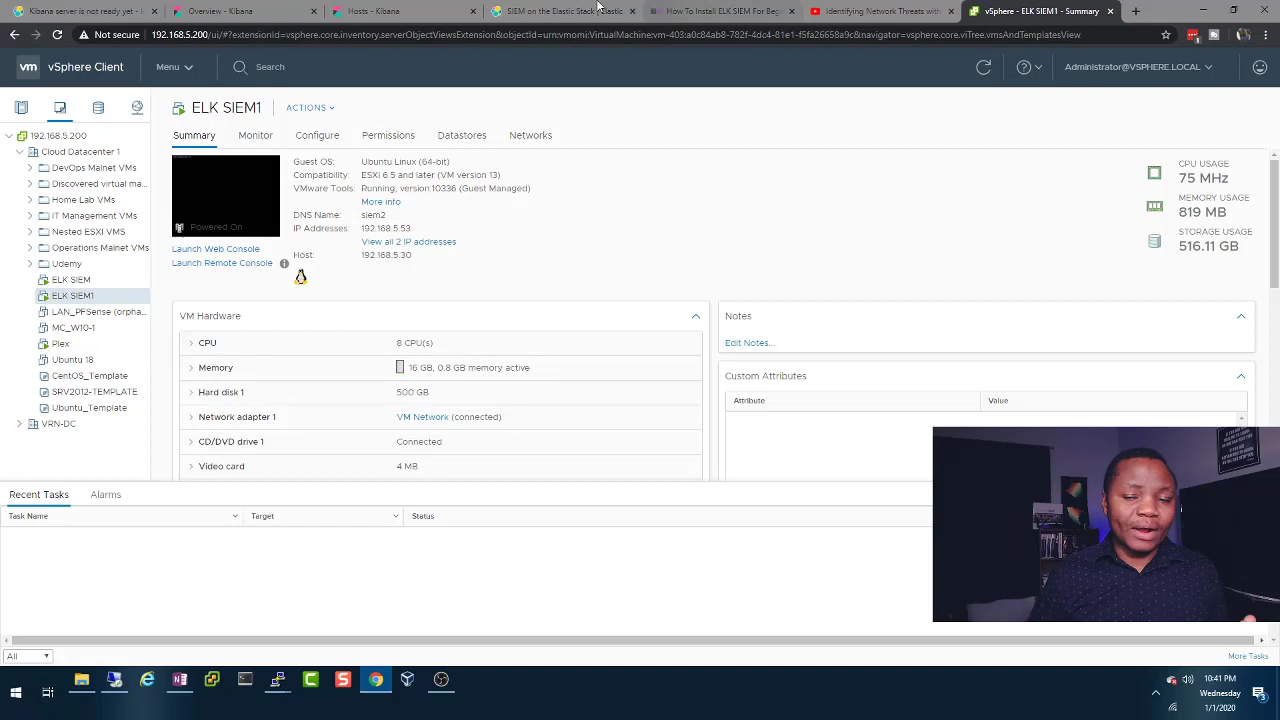 Kibana server is not ready yet - k
Overview - Kibana
Hosts - Kibana
SIEM on the Elastic Stack | Elastic
How To Install ELK SIEM For Beg
Identifying Network Threats with
vSphere - ELK SIEM1 - Summary
Not secure
192.168.5.200/ui/#?extensionId=vsphere.core.inventory.serverObjectViewsExtension&objectId=urn:vmomi:VirtualMachine:vm-403:a0c84ab8-782f-4dc4-81e1-f5fa26658a9c&navigator=vsphere.core.viTree.vmsAndTemplatesView
vm vSphere Client
Menu
Search
Administrator@VSPHERE.LOCAL
192.168.5.200
Cloud Datacenter 1
DevOps Malnet VMs
Discovered virtual ma...
Home Lab VMs
IT Management VMs
Nested ESXI VMs
Operations Malnet VMs
Udemy
ELK SIEM
ELK SIEM1
LAN_PFSense (orpha...
MC_W10-1
Plex
Ubuntu 18
CentOS_Template
SRV2012-TEMPLATE
Ubuntu_Template
VRN-DC
ELK SIEM1
ACTIONS
Summary
Monitor
Configure
Permissions
Datastores
Networks
Powered On
Launch Web Console
Launch Remote Console
Guest OS: Ubuntu Linux (64-bit)
Compatibility: ESXi 6.5 and later (VM version 13)
VMware Tools: Running, version:10336 (Guest Managed)
More info
DNS Name: siem2
IP Addresses: 192.168.5.53
View all 2 IP addresses
Host: 192.168.5.30
CPU USAGE
75 MHz
MEMORY USAGE
819 MB
STORAGE USAGE
516.11 GB
VM Hardware
CPU 8 CPU(s)
Memory 16 GB, 0.8 GB memory active
Hard disk 1 500 GB
Network adapter 1 VM Network (connected)
CD/DVD drive 1 Connected
Video card 4 MB
Notes
Edit Notes...
Custom Attributes
Attribute
Value
Recent Tasks
Alarms
Task Name
Target
Status
All
More Tasks
10:41 PM
Wednesday
1/1/2020